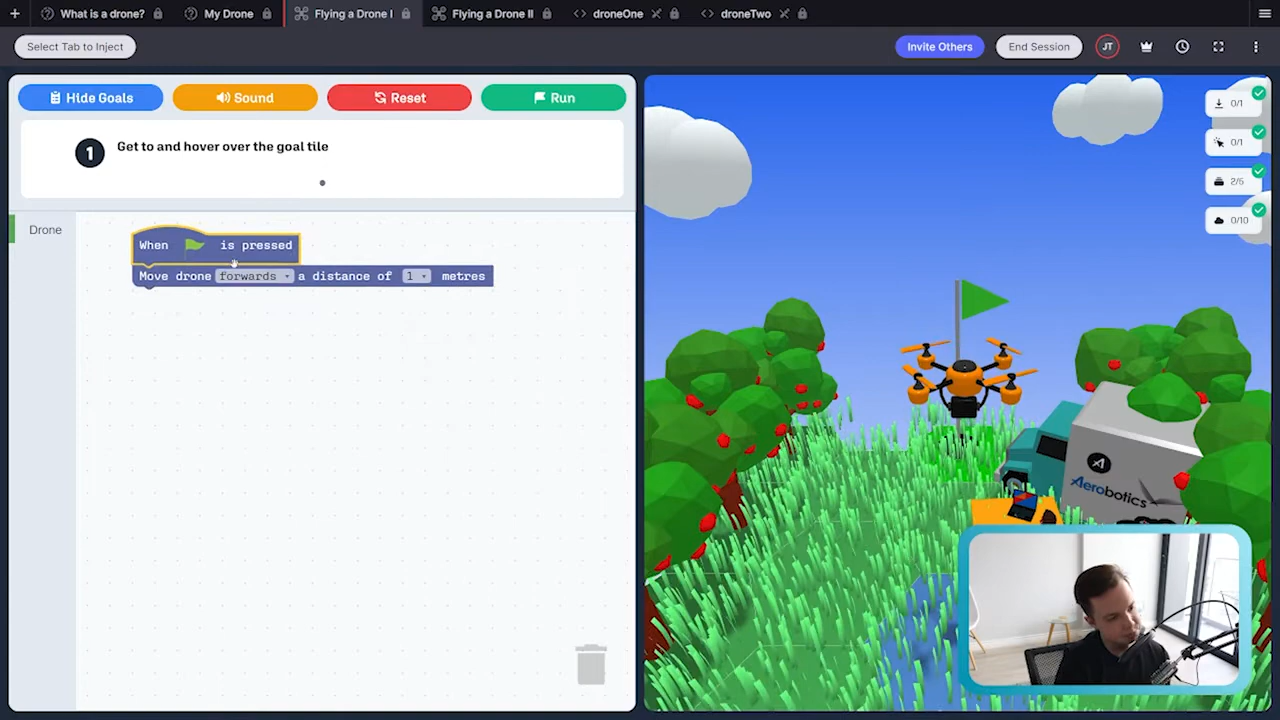 What is a drone?
My Drone
Flying a Drone I
Flying a Drone II
droneOne
droneTwo
Select Tab to Inject
Invite Others
End Session
JT
Hide Goals
Sound
Reset
Run
1
Get to and hover over the goal tile
Drone
When is pressed
Move drone forwards a distance of 1 metres
0/1
0/1
2/6
0/10
Aerobotics